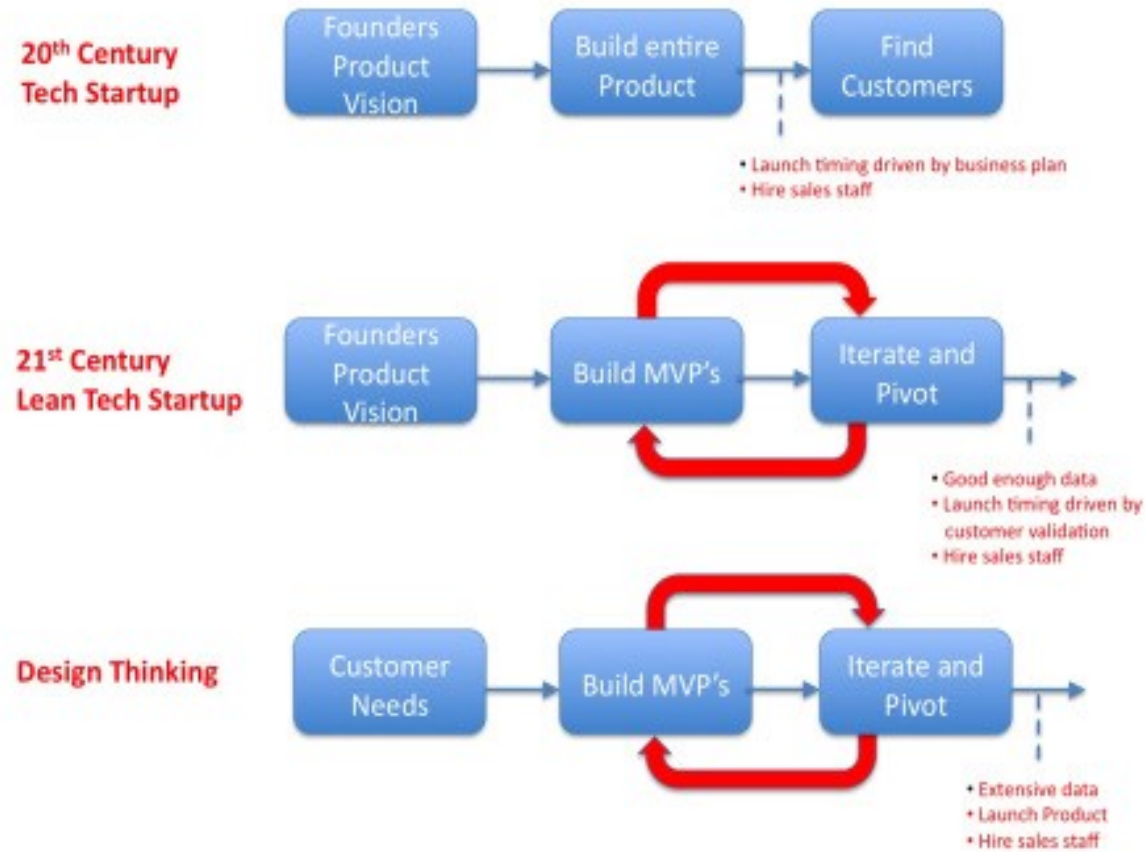 20th Century
Tech Startup
Founders
Product
Vision
Build entire
Product
Find
Customers
• Launch timing driven by business plan
• Hire sales staff
21st Century
Lean Tech Startup
Founders
Product
Vision
Build MVP's
Iterate and
Pivot
• Good enough data
• Launch timing driven by
customer validation
• Hire sales staff
Design Thinking
Customer
Needs
Build MVP's
Iterate and
Pivot
• Extensive data
• Launch Product
• Hire sales staff